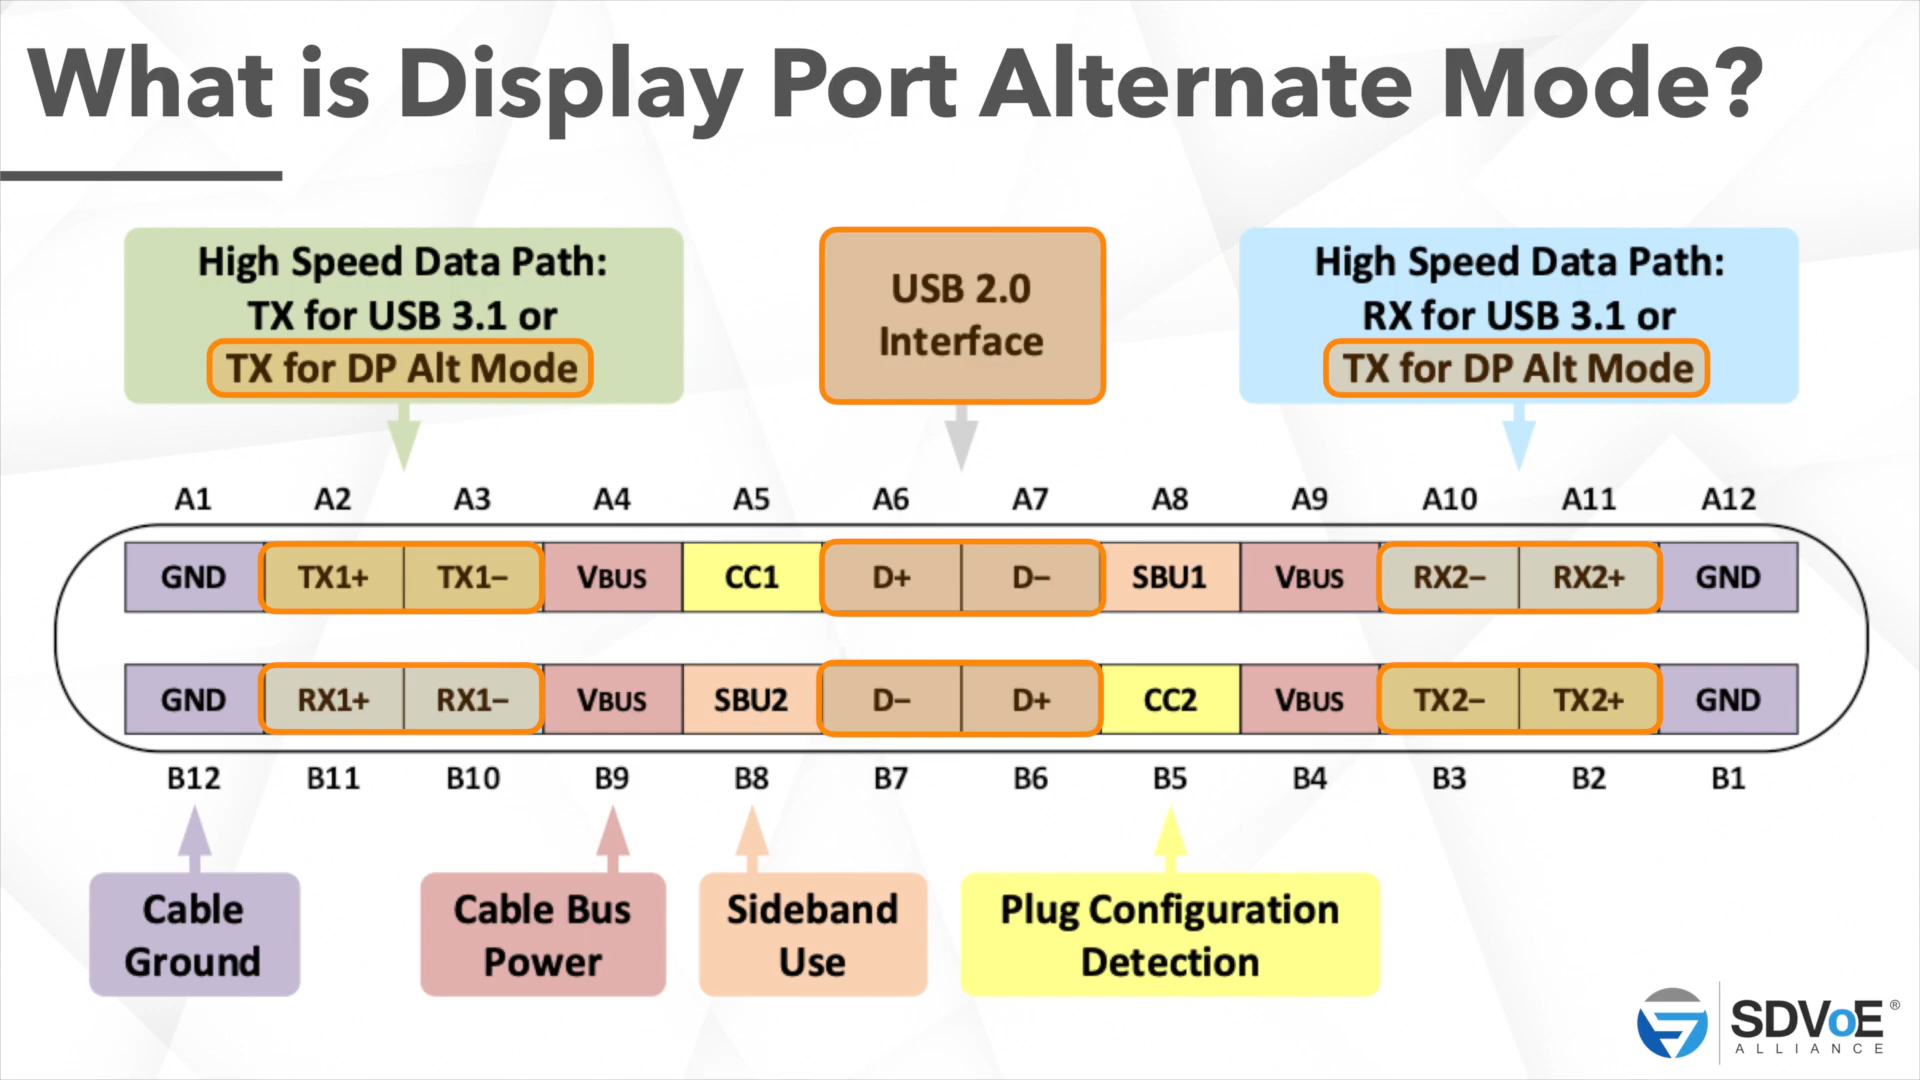 What is Display Port Alternate Mode?
High Speed Data Path:
TX for USB 3.1 or
TX for DP Alt Mode
USB 2.0
Interface
High Speed Data Path:
RX for USB 3.1 or
TX for DP Alt Mode
A1 A2 A3 A4 A5 A6 A7 A8 A9 A10 A11 A12
GND TX1+ TX1− VBUS CC1 D+ D− SBU1 VBUS RX2− RX2+ GND
GND RX1+ RX1− VBUS SBU2 D− D+ CC2 VBUS TX2− TX2+ GND
B12 B11 B10 B9 B8 B7 B6 B5 B4 B3 B2 B1
Cable
Ground
Cable Bus
Power
Sideband
Use
Plug Configuration
Detection
SDVoE®
ALLIANCE